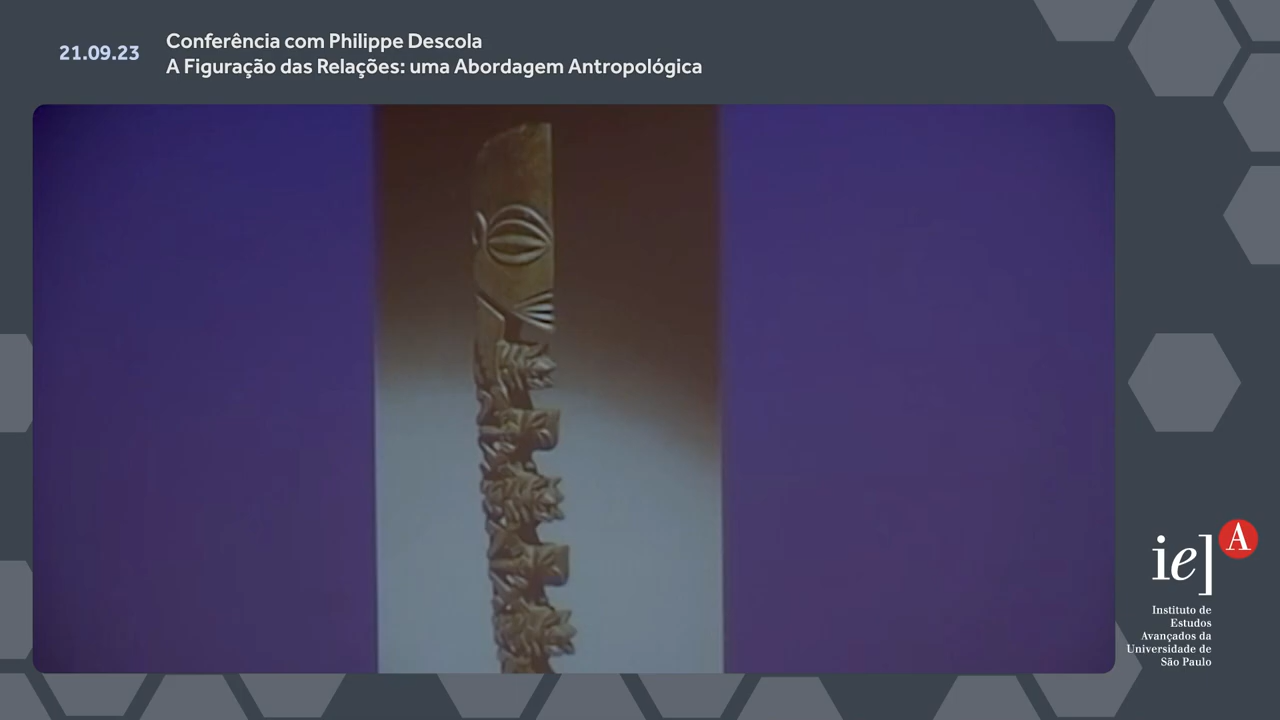 21.09.23
Conferência com Philippe Descola
A Figuração das Relações: uma Abordagem Antropológica
ie] A
Instituto de
Estudos
Avançados da
Universidade de
São Paulo